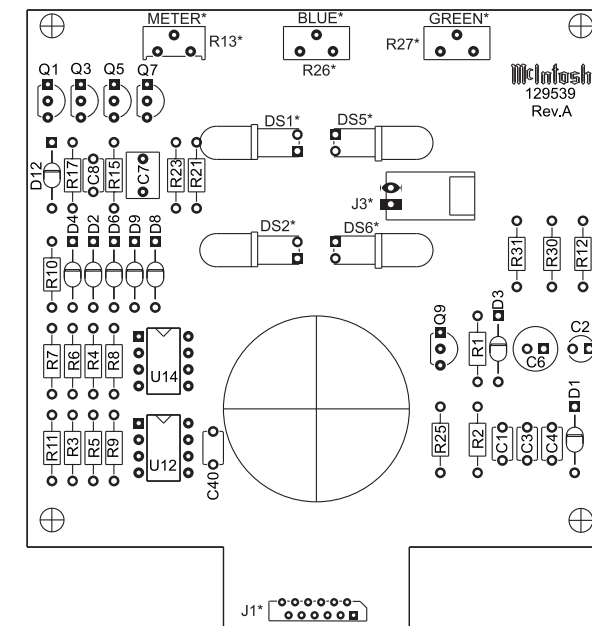 METER* BLUE* GREEN*
R13* R27*
R26*
McIntosh
129539
Rev.A
Q1 Q3 Q5 Q7
DS1* DS5*
D12 R17 C8 R15 C7 R23 R21
J3*
D4 D2 D6 D9 D8
DS2* DS6*
R10
R31 R30 R12
Q9 R1 D3 C6 C2
R7 R6 R4 R8
U14
D1
R11 R3 R5 R9
U12
C40
R25 R2 C1 C3 C4
J1*